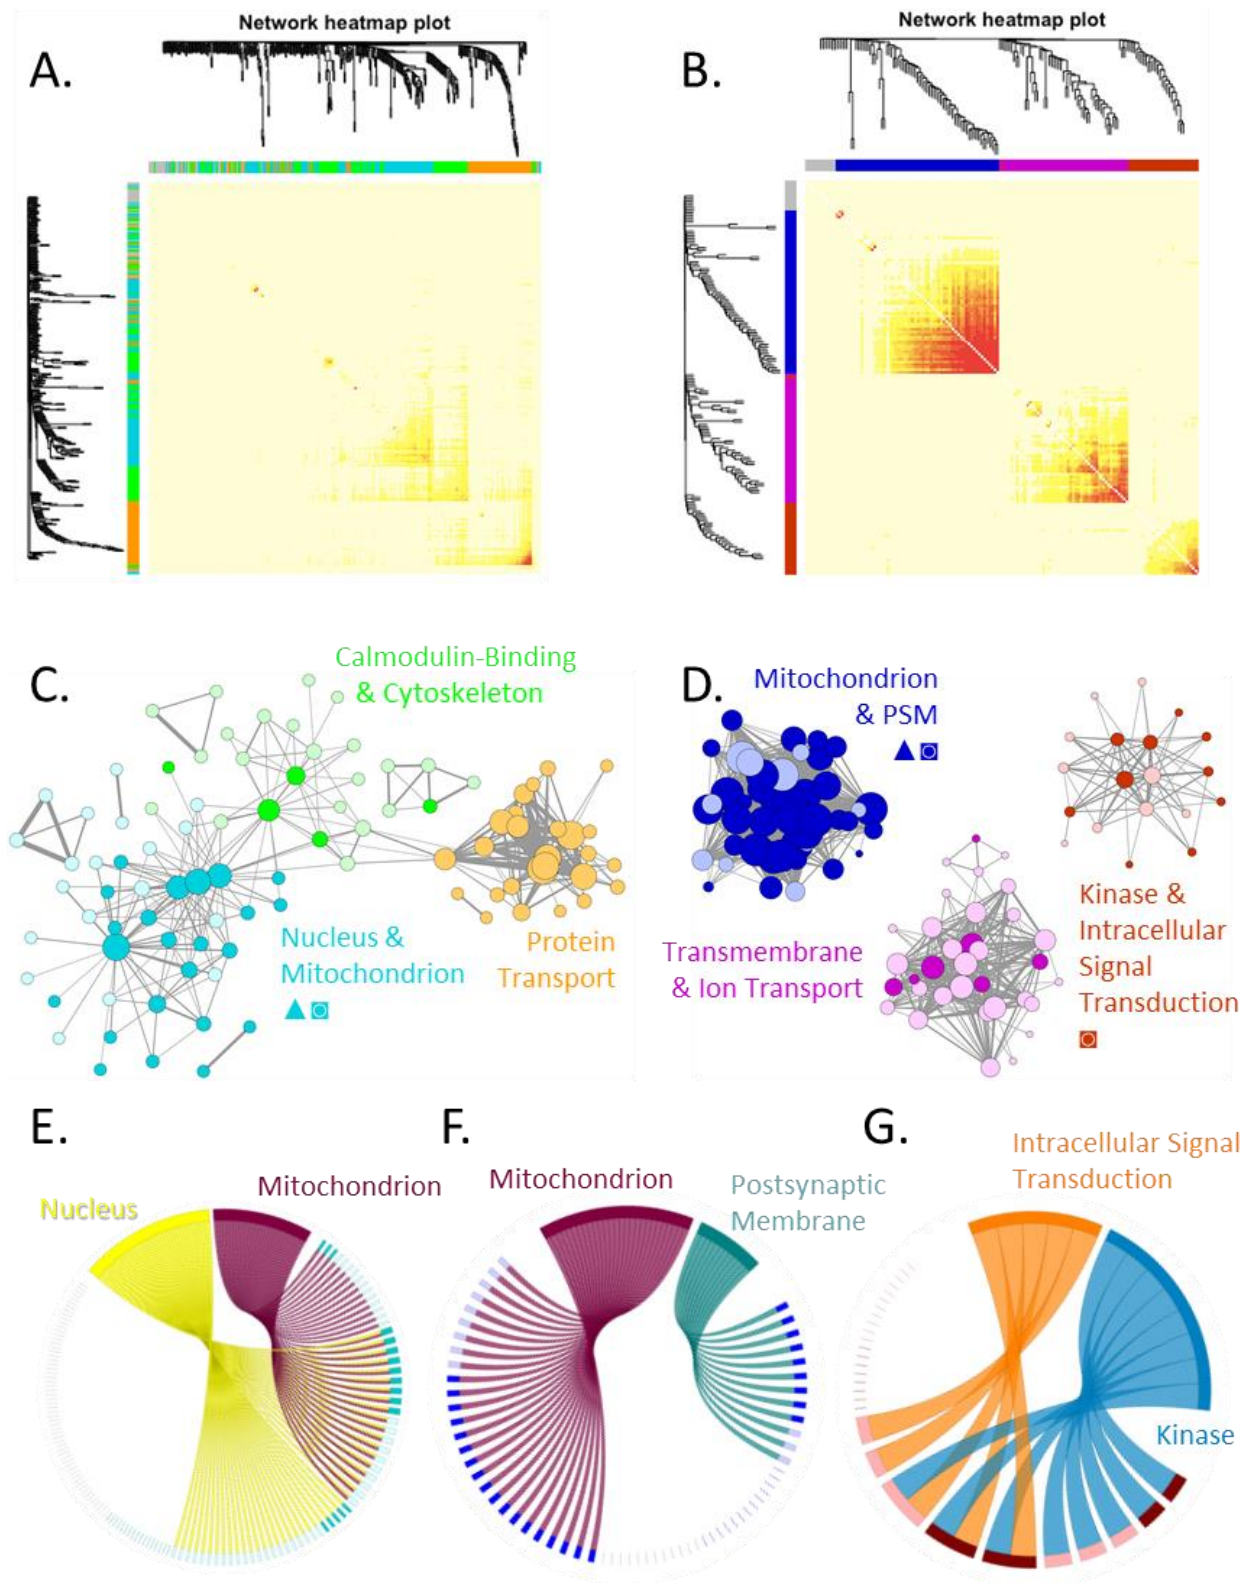 Network heatmap plot
A.
Network heatmap plot
B.
C.
Calmodulin-Binding
& Cytoskeleton
Nucleus &
Mitochondrion
Protein
Transport
D.
Mitochondrion
& PSM
Transmembrane
& Ion Transport
Kinase &
Intracellular
Signal
Transduction
E.
Nucleus
Mitochondrion
F.
Mitochondrion
Postsynaptic
Membrane
G.
Intracellular Signal
Transduction
Kinase